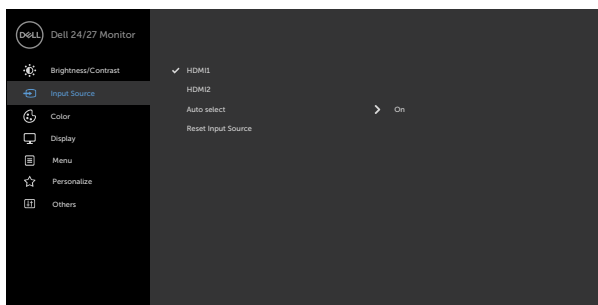 DELL Dell 24/27 Monitor
Brightness/Contrast
Input Source
Color
Display
Menu
Personalize
Others
HDMI1
HDMI2
Auto select On
Reset Input Source